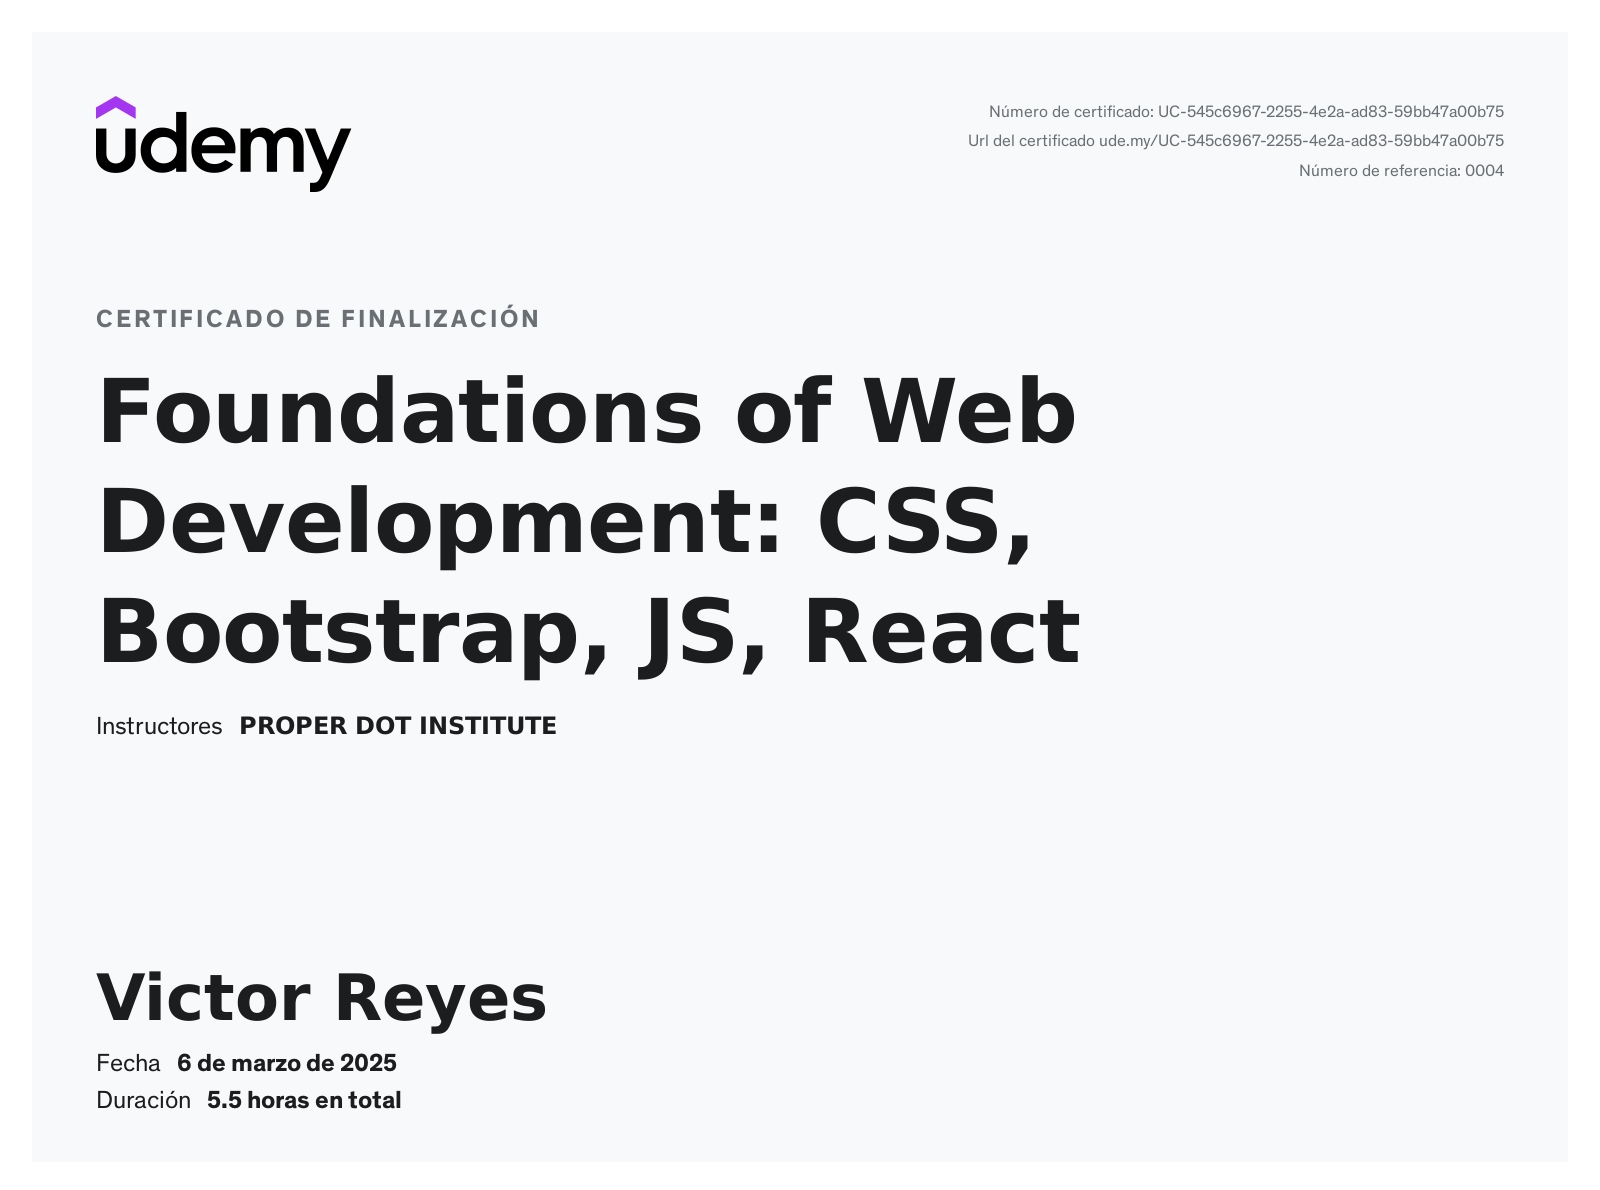 udemy
Número de certificado: UC-545c6967-2255-4e2a-ad83-59bb47a00b75
Url del certificado ude.my/UC-545c6967-2255-4e2a-ad83-59bb47a00b75
Número de referencia: 0004
CERTIFICADO DE FINALIZACIÓN
Foundations of Web
Development: CSS,
Bootstrap, JS, React
Instructores PROPER DOT INSTITUTE
Victor Reyes
Fecha 6 de marzo de 2025
Duración 5.5 horas en total